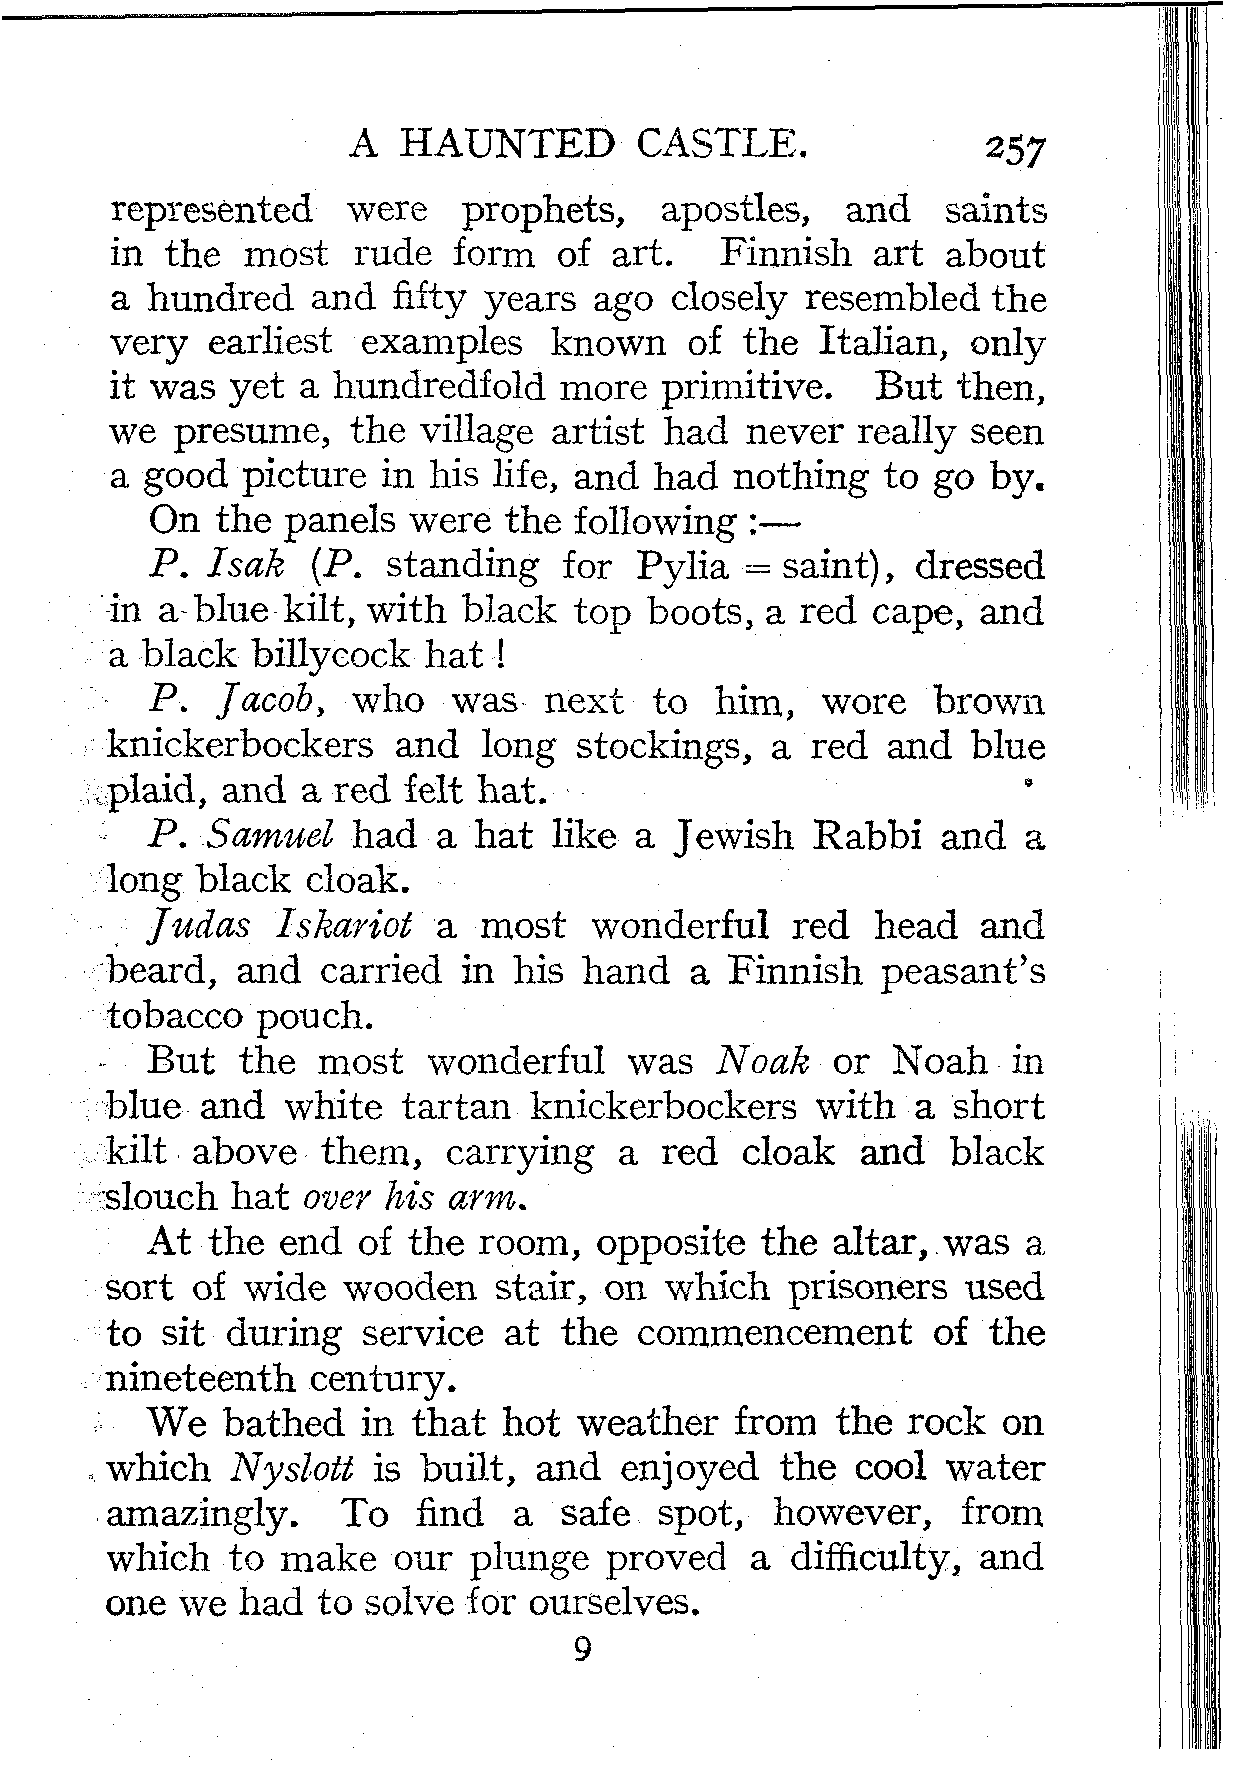 A HAUNTED CASTLE. 257
represented were prophets, apostles, and saints
in the most rude form of art. Finnish art about
a hundred and fifty years ago closely resembled the
very earliest examples known of the Italian, only
it was yet a hundredfold more primitive. But then,
we presume, the village artist had never really seen
a good picture in his life, and had nothing to go by.
On the panels were the following :—
P. Isak (P. standing for Pylia = saint), dressed
in a blue kilt, with black top boots, a red cape, and
a black billycock hat !
P. Jacob, who was next to him, wore brown
knickerbockers and long stockings, a red and blue
plaid, and a red felt hat.
P. Samuel had a hat like a Jewish Rabbi and a
long black cloak.
Judas Iskariot a most wonderful red head and
beard, and carried in his hand a Finnish peasant's
tobacco pouch.
But the most wonderful was Noak or Noah in
blue and white tartan knickerbockers with a short
kilt above them, carrying a red cloak and black
slouch hat over his arm.
At the end of the room, opposite the altar, was a
sort of wide wooden stair, on which prisoners used
to sit during service at the commencement of the
nineteenth century.
We bathed in that hot weather from the rock on
which Nyslott is built, and enjoyed the cool water
amazingly. To find a safe spot, however, from
which to make our plunge proved a difficulty, and
one we had to solve for ourselves.
9